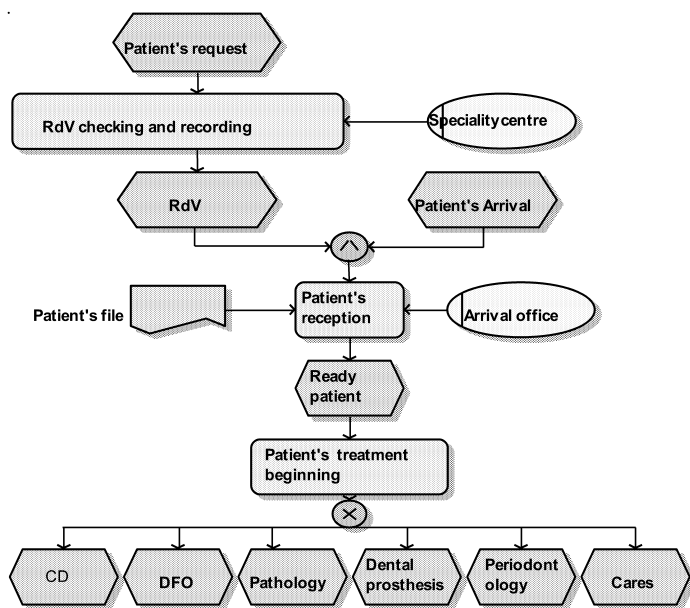 Patient's request
RdV checking and recording
Speciality centre
RdV
Patient's Arrival
Patient's file
Patient's
reception
Arrival office
Ready
patient
Patient's treatment
beginning
CD
DFO
Pathology
Dental
prosthesis
Periodont
ology
Cares